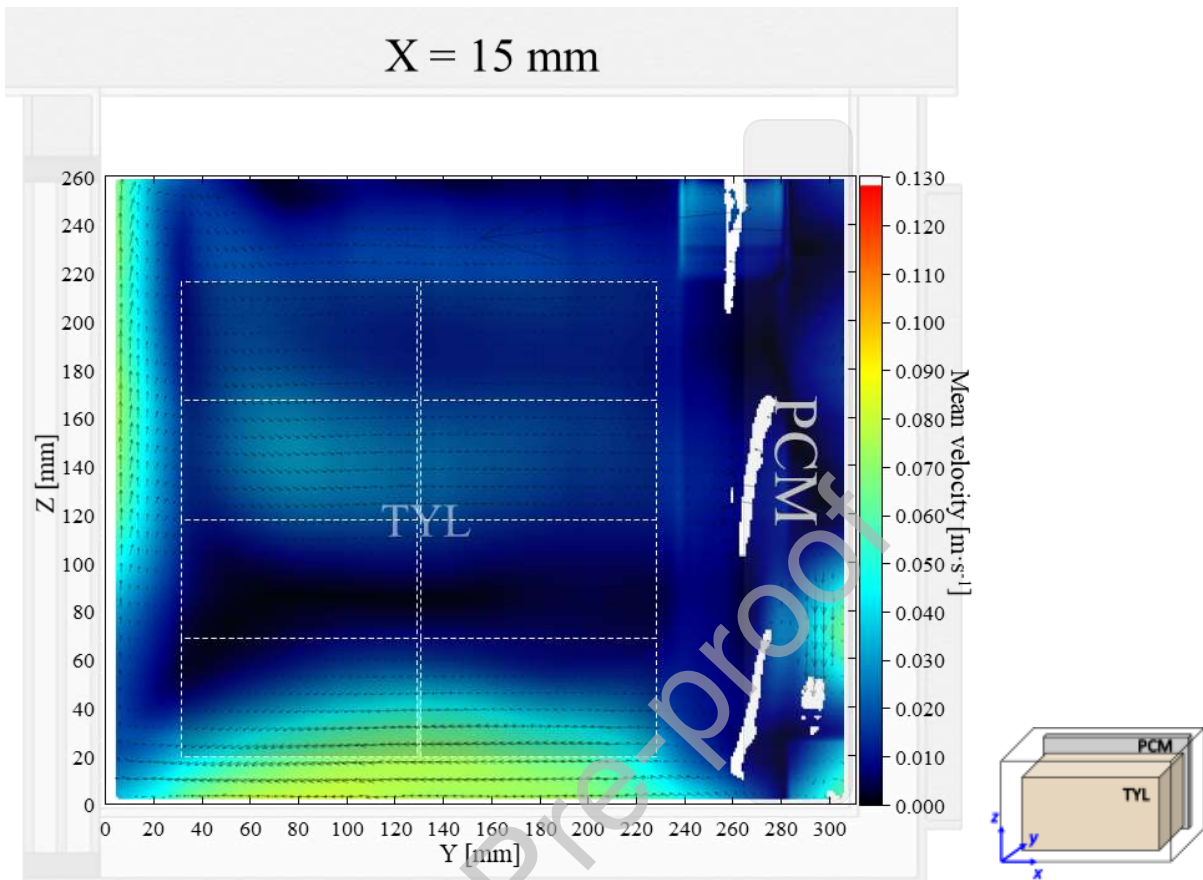 X = 15 mm
260
240
220
200
180
160
140
120
100
80
60
40
20
0
Z [mm]
0 20 40 60 80 100 120 140 160 180 200 220 240 260 280 300
Y [mm]
TYL
PCM
0.130
0.120
0.110
0.100
0.090
0.080
0.070
0.060
0.050
0.040
0.030
0.020
0.010
0.000
Mean velocity [m·s⁻¹]
Pre-proof
PCM
TYL
z
y
x